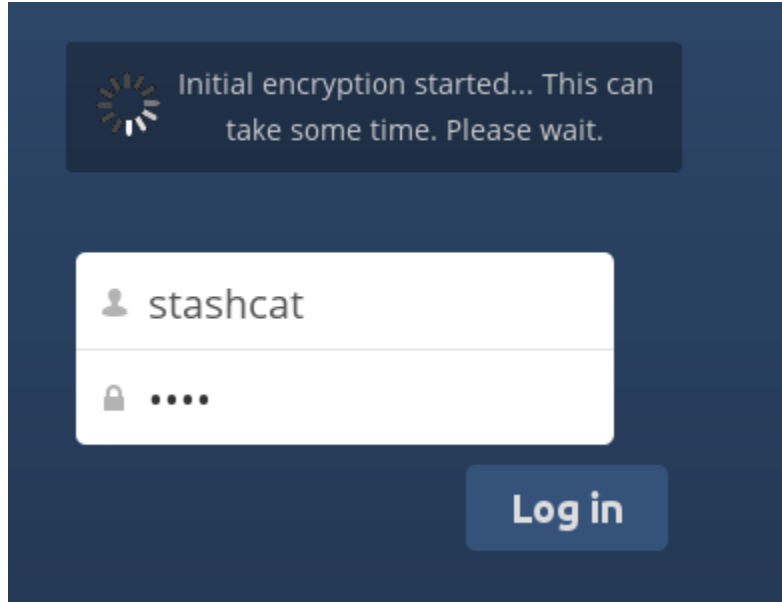 Initial encryption started... This can
take some time. Please wait.
stashcat
••••
Log in